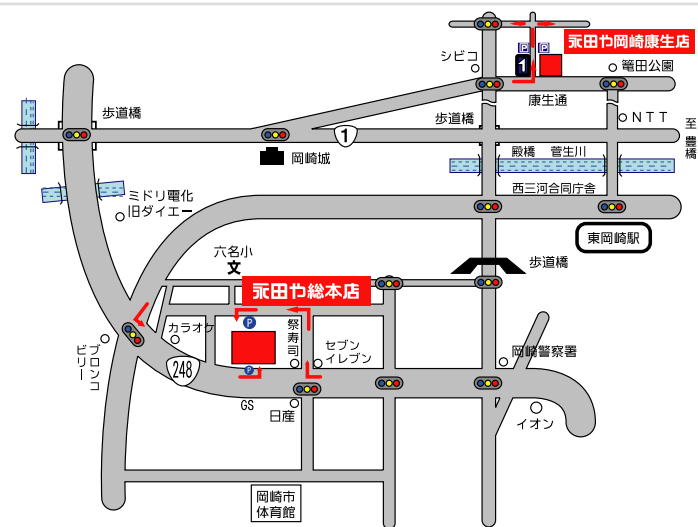 永田や岡崎康生店
シビコ
P
P
1
籠田公園
康生通
歩道橋
歩道橋
NTT
至豊橋
1
岡崎城
殿橋
菅生川
ミドリ電化
旧ダイエー
西三河合同庁舎
東岡崎駅
六名小
文
歩道橋
永田や総本店
カラオケ
P
祭寿司
セブン
イレブン
ブロンコ
ビリー
248
P
岡崎警察署
GS
日産
イオン
岡崎市
体育館